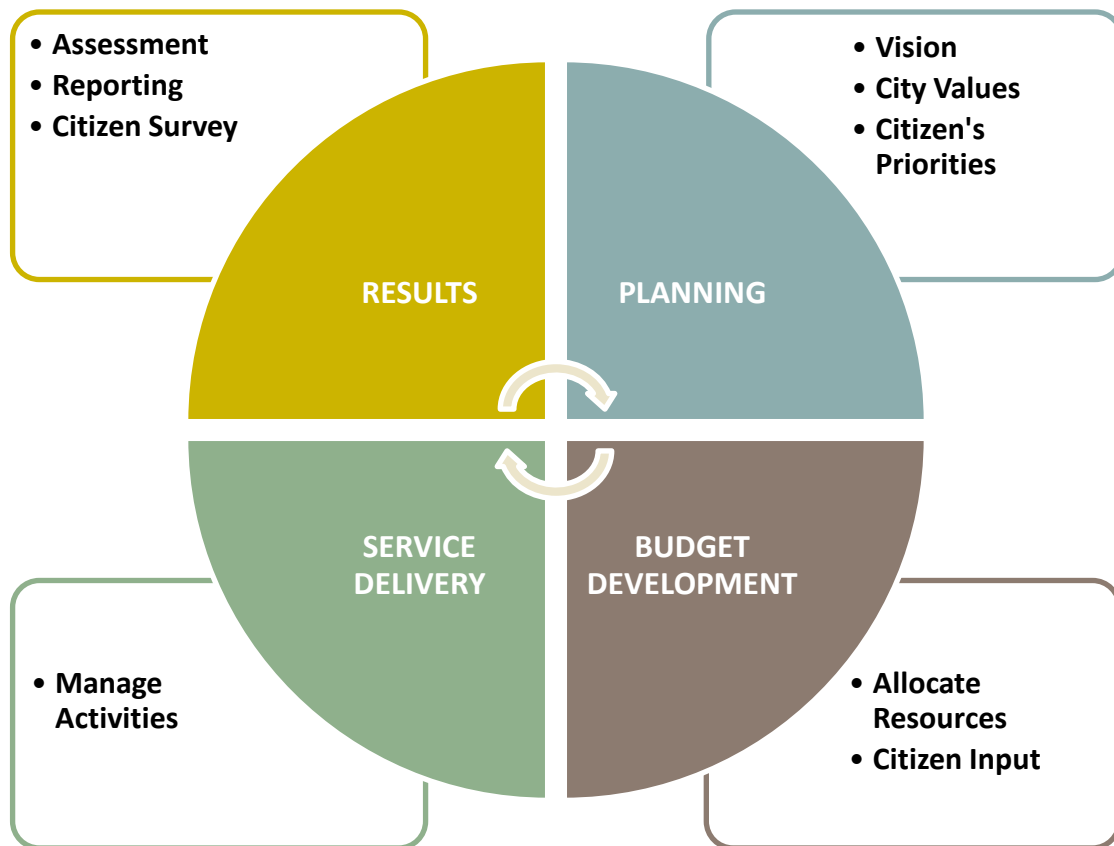 • Assessment
• Reporting
• Citizen Survey
• Vision
• City Values
• Citizen's
Priorities
RESULTS
PLANNING
SERVICE
DELIVERY
BUDGET
DEVELOPMENT
• Manage
Activities
• Allocate
Resources
• Citizen Input